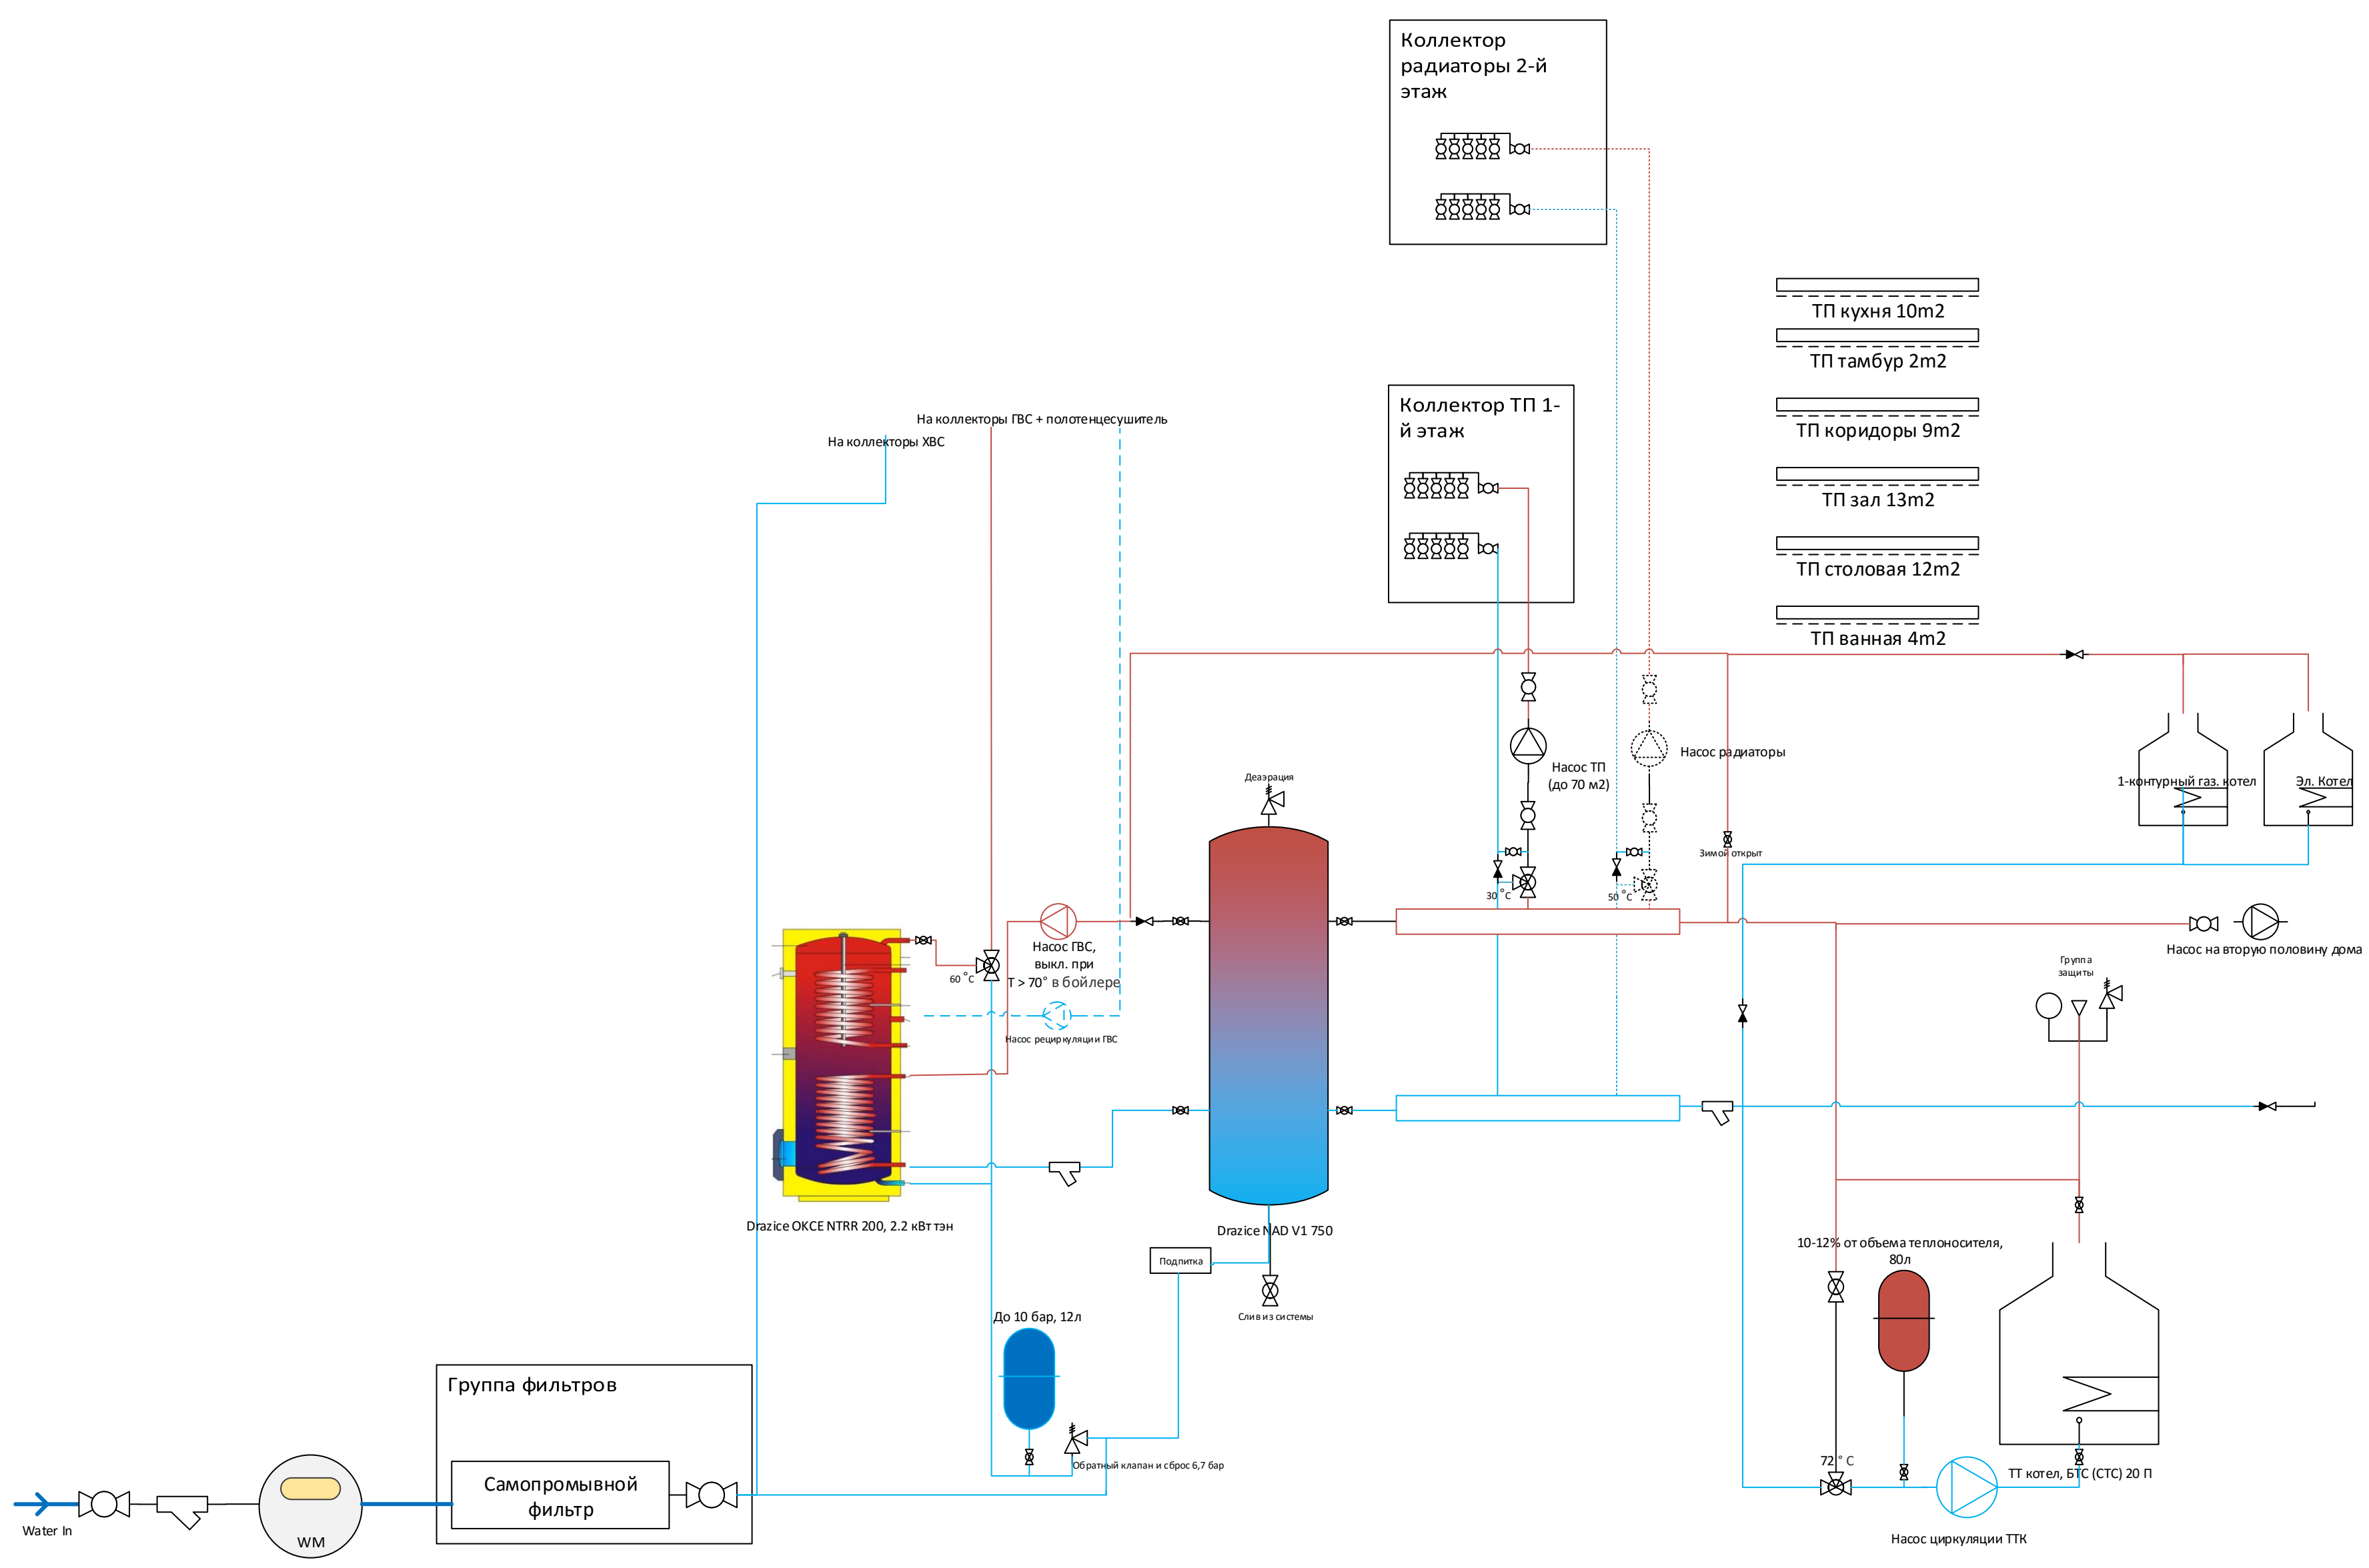 Коллектор
радиаторы 2-й
этаж
ТП кухня 10m2
ТП тамбур 2m2
ТП коридоры 9m2
ТП зал 13m2
ТП столовая 12m2
ТП ванная 4m2
Коллектор ТП 1-
й этаж
На коллекторы ГВС + полотенцесушитель
На коллекторы ХВС
Насос радиаторы
Насос ТП
(до 70 м2)
Деаэрация
1-контурный газ. котел
Эл. Котел
Зимой открыт
30 °C
50 °C
Насос ГВС,
выкл. при
T > 70° в бойлере
60 °C
Насос рециркуляции ГВС
Насос на вторую половину дома
Группа
защиты
Drazice OKCE NTRR 200, 2.2 кВт тэн
Drazice NAD V1 750
Подпитка
Слив из системы
10-12% от объема теплоносителя,
80л
До 10 бар, 12л
Обратный клапан и сброс 6,7 бар
72 ° C
ТТ котел, БТС (СТС) 20 П
Насос циркуляции ТТК
Группа фильтров
Самопромывной
фильтр
Water In
WM